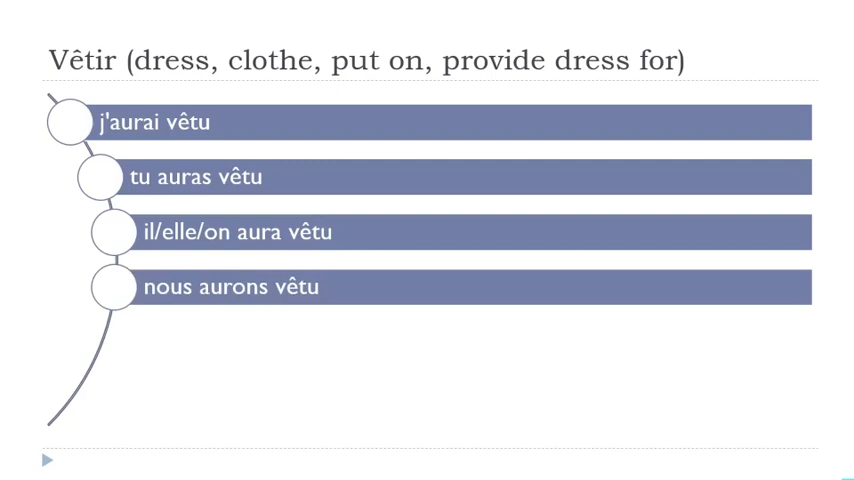 Vêtir (dress, clothe, put on, provide dress for)
j'aurai vêtu
tu auras vêtu
il/elle/on aura vêtu
nous aurons vêtu